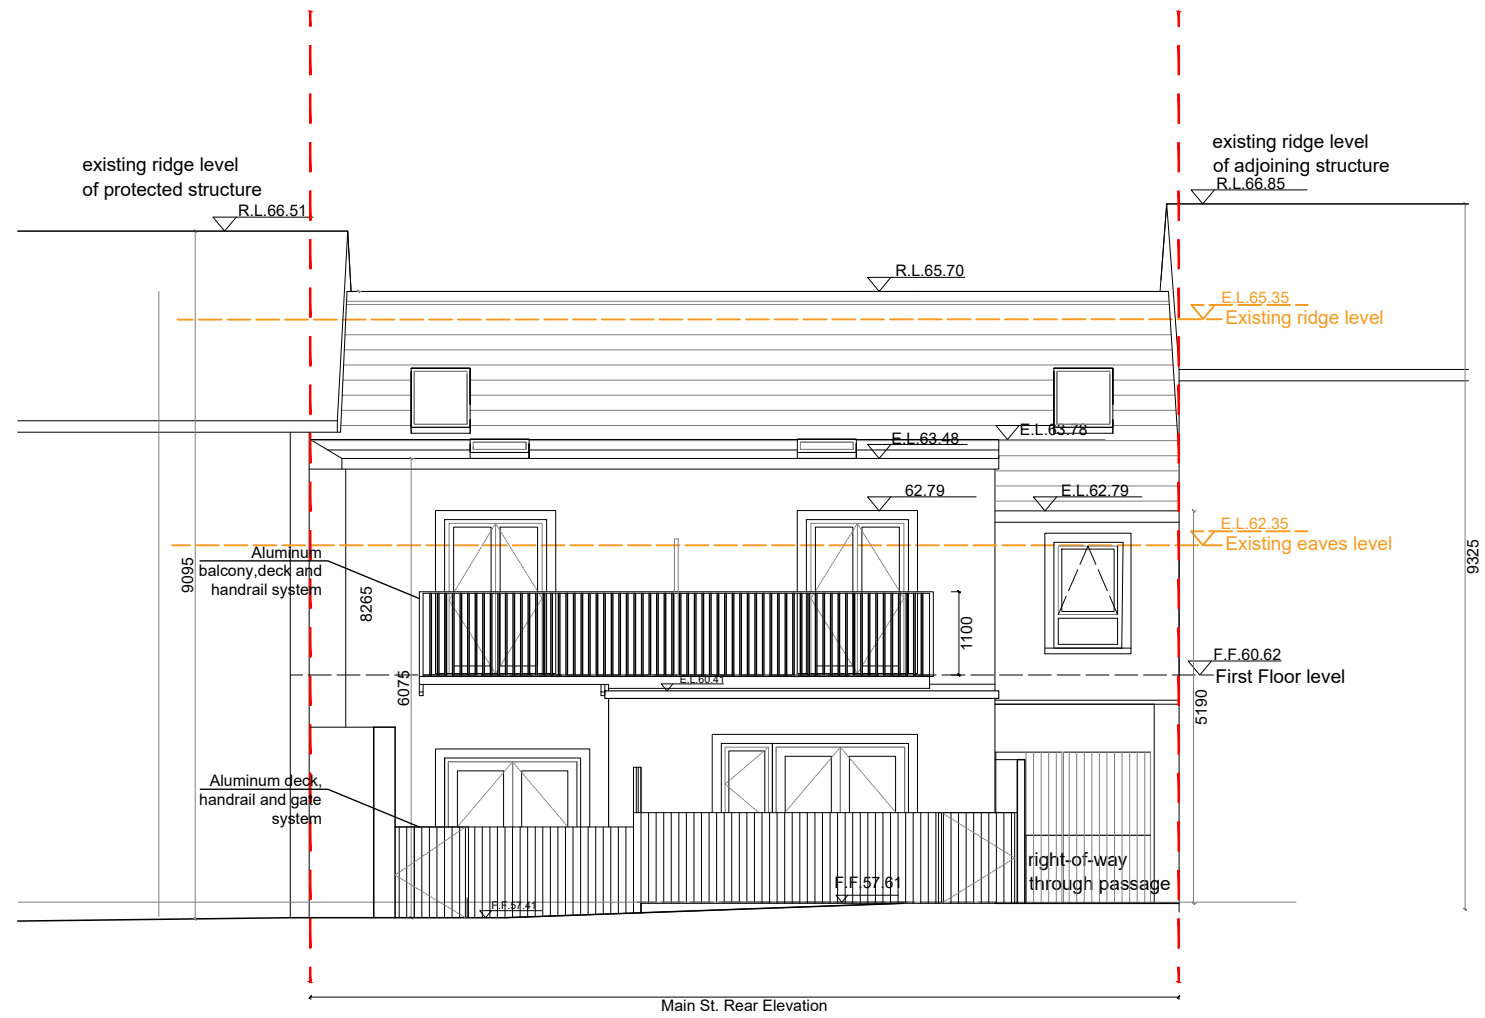 existing ridge level
of protected structure
R.L.66.51
existing ridge level
of adjoining structure
R.L.66.85
R.L.65.70
E.L.65.35
Existing ridge level
E.L.63.48
E.L.63.78
62.79
E.L.62.79
E.L.62.35
Existing eaves level
Aluminum
balcony,deck and
handrail system
9095
8265
6075
1100
9325
F.F.60.62
First Floor level
E.L.60.41
5190
Aluminum deck,
handrail and gate
system
right-of-way
through passage
F.F.57.61
F.F.57.41
Main St. Rear Elevation